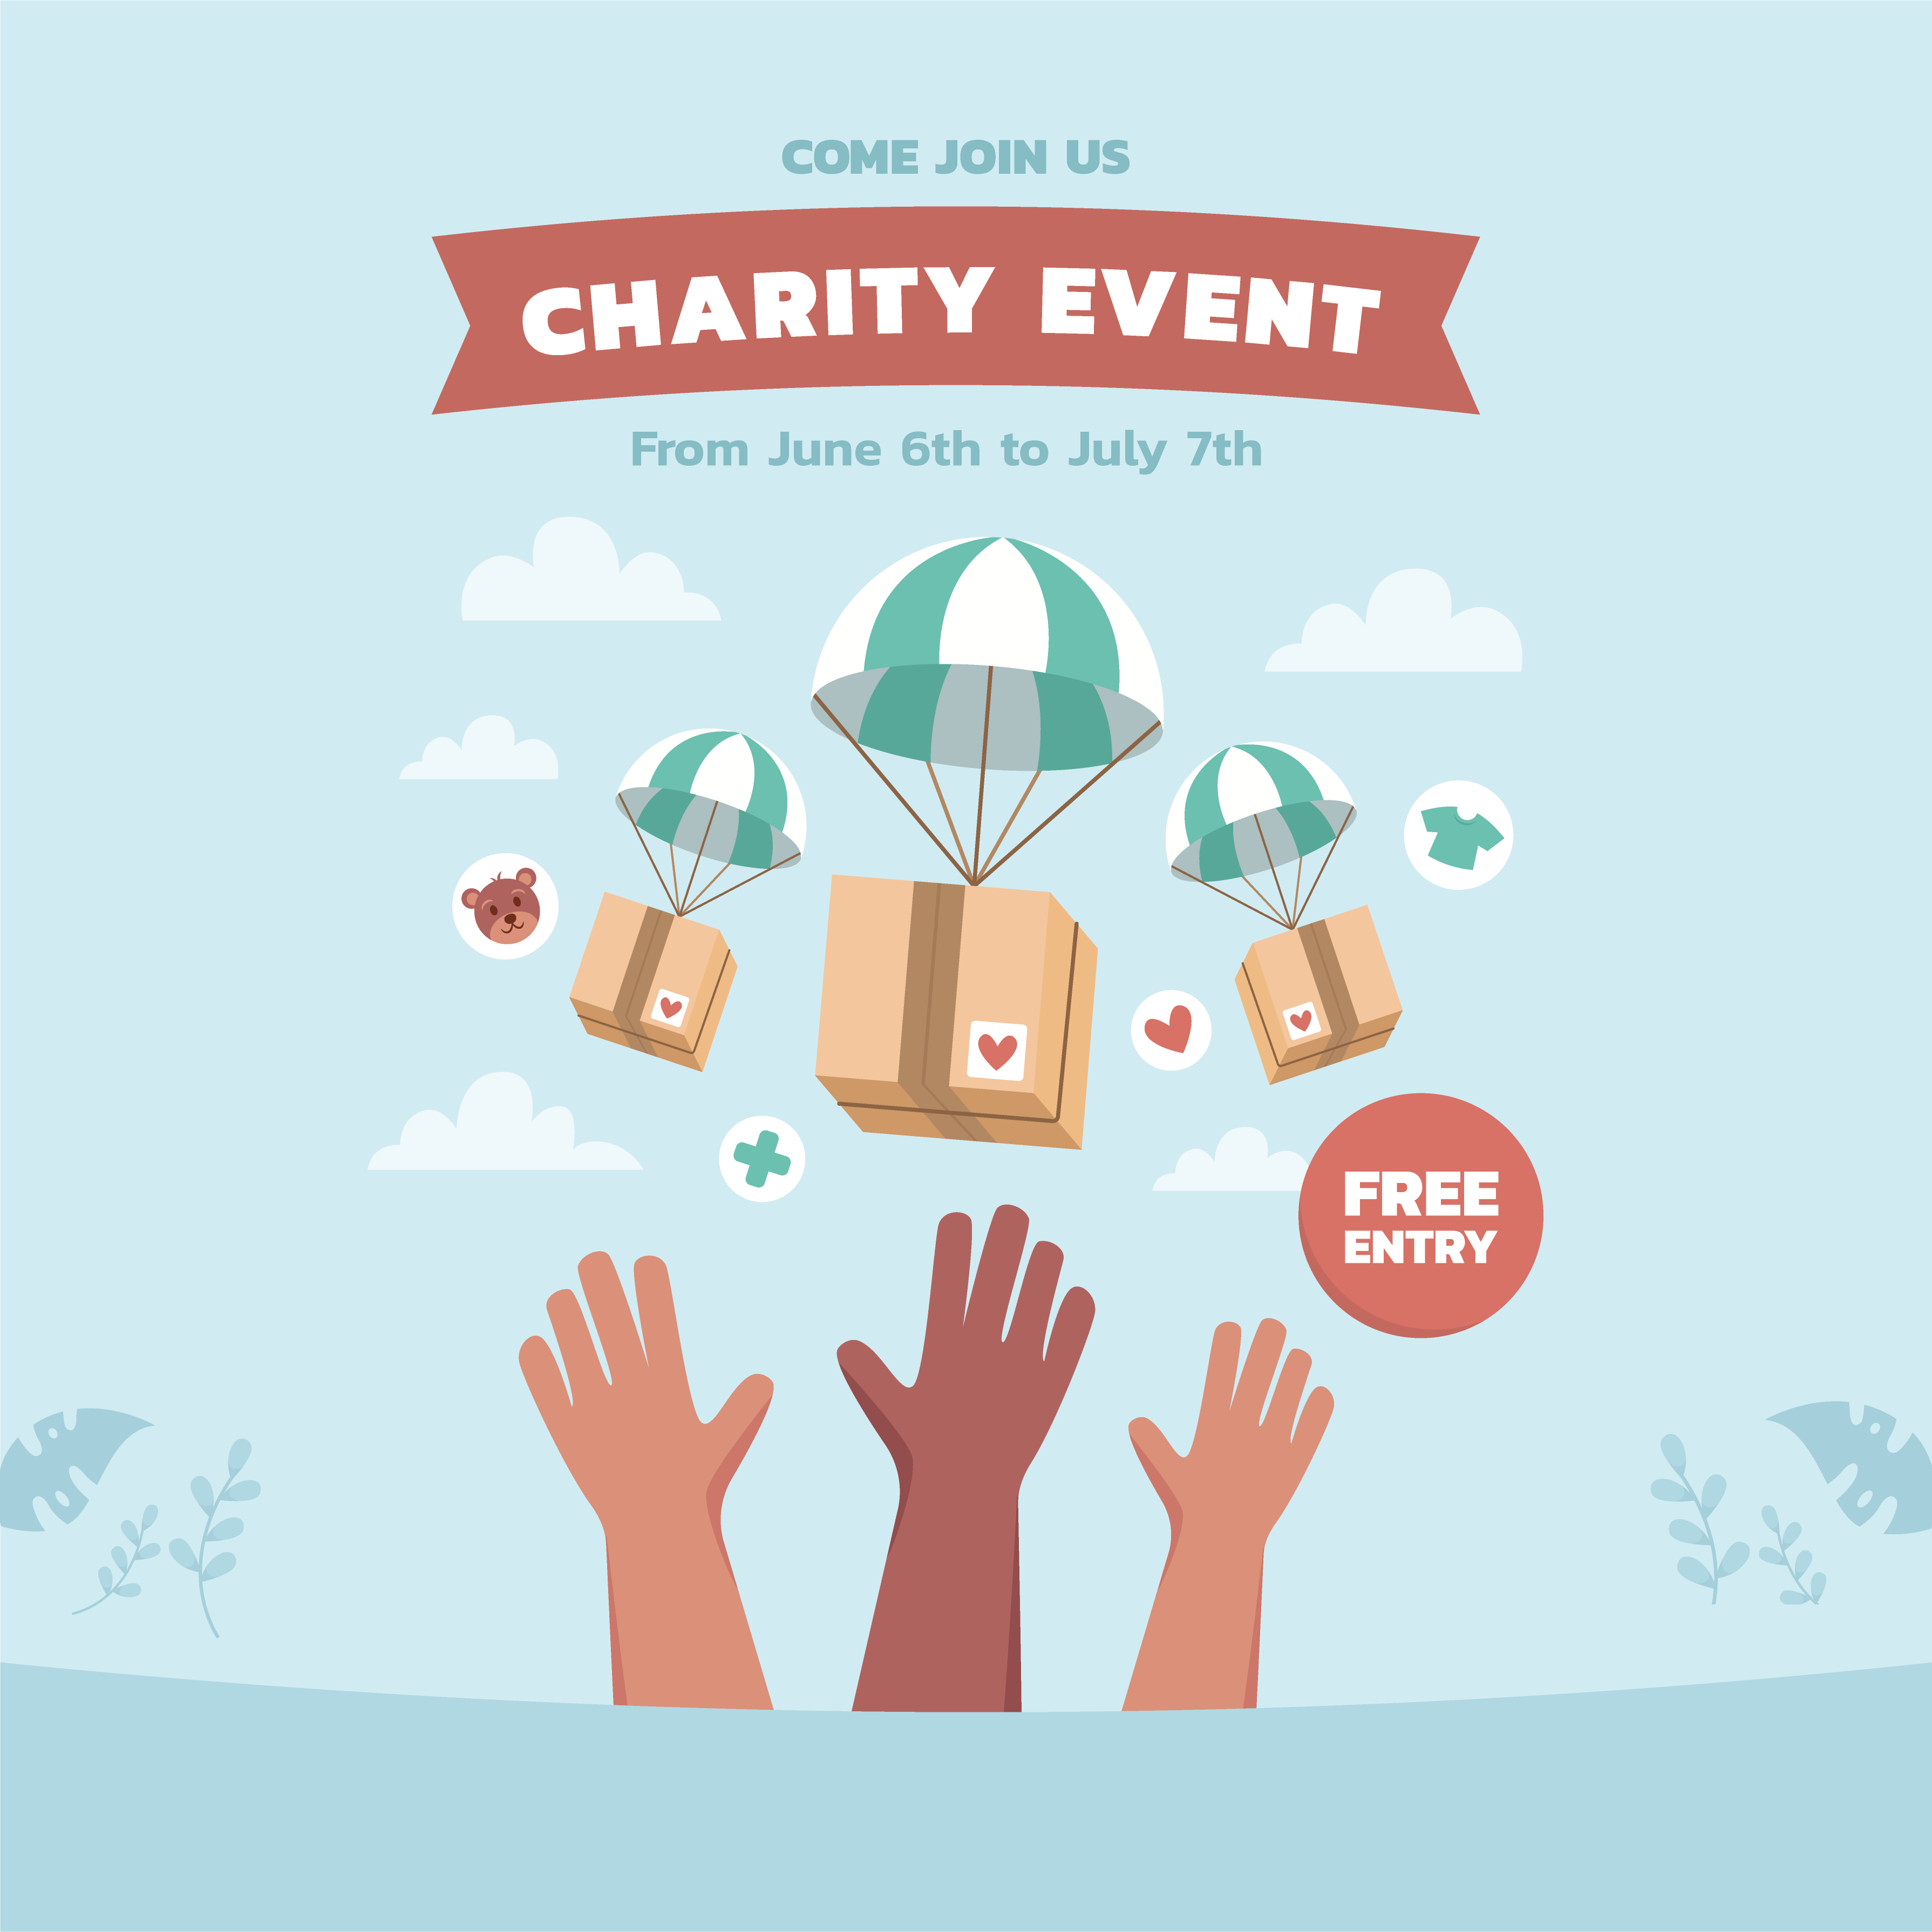 COME JOIN US
CHARITY EVENT
From June 6th to July 7th
FREE
ENTRY